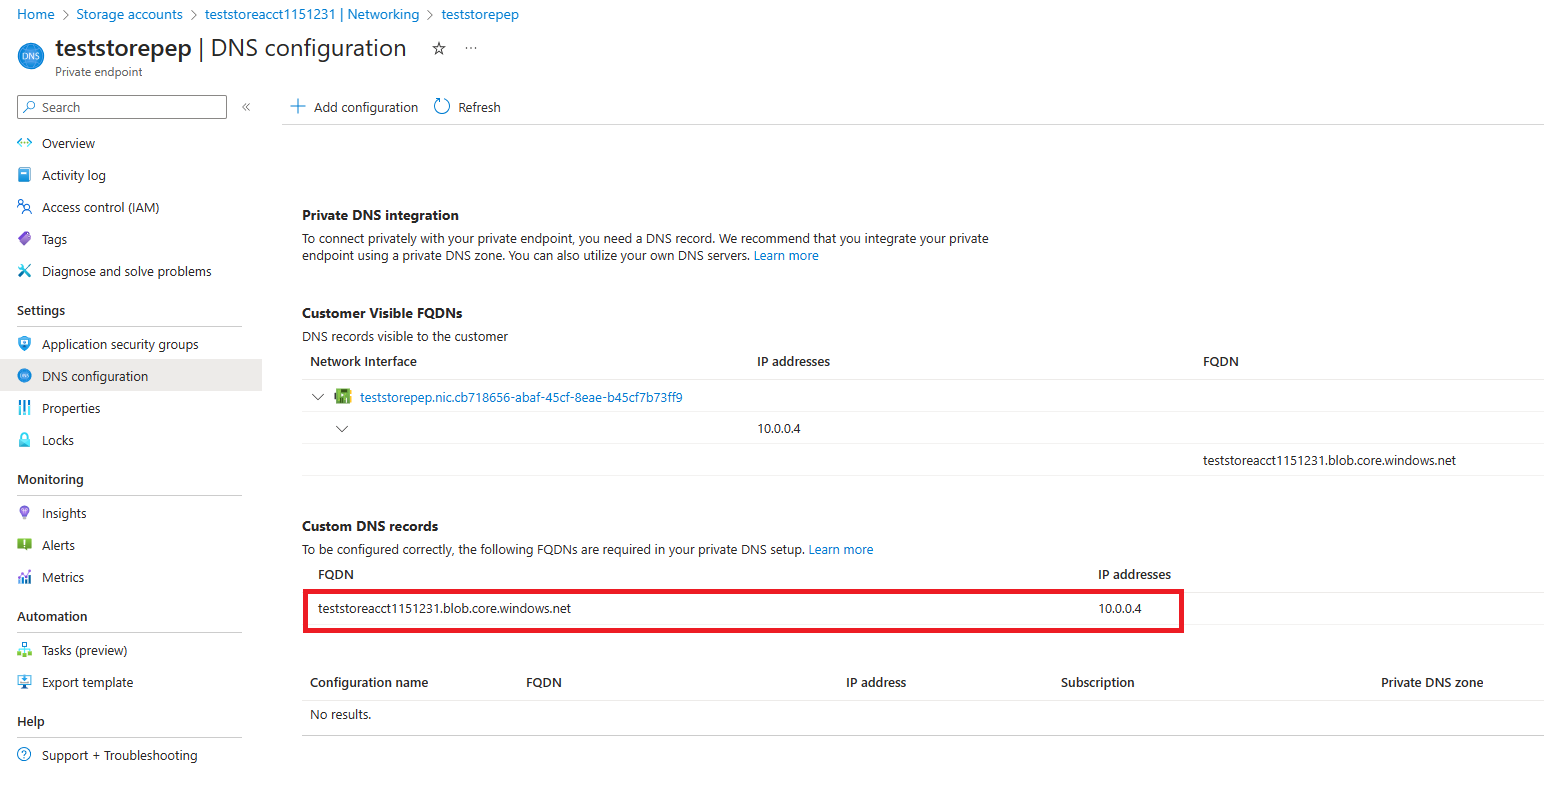 Home > Storage accounts > teststoreacct1151231 | Networking > teststorepep
DNS
teststorepep | DNS configuration
Private endpoint
Search
«
Add configuration
Refresh
Overview
Activity log
Access control (IAM)
Tags
Diagnose and solve problems
Settings
Application security groups
DNS configuration
Properties
Locks
Monitoring
Insights
Alerts
Metrics
Automation
Tasks (preview)
Export template
Help
Support + Troubleshooting
Private DNS integration
To connect privately with your private endpoint, you need a DNS record. We recommend that you integrate your private
endpoint using a private DNS zone. You can also utilize your own DNS servers. Learn more
Customer Visible FQDNs
DNS records visible to the customer
Network Interface IP addresses FQDN
teststorepep.nic.cb718656-abaf-45cf-8eae-b45cf7b73ff9
10.0.0.4
teststoreacct1151231.blob.core.windows.net
Custom DNS records
To be configured correctly, the following FQDNs are required in your private DNS setup. Learn more
FQDN IP addresses
teststoreacct1151231.blob.core.windows.net 10.0.0.4
Configuration name FQDN IP address Subscription Private DNS zone
No results.